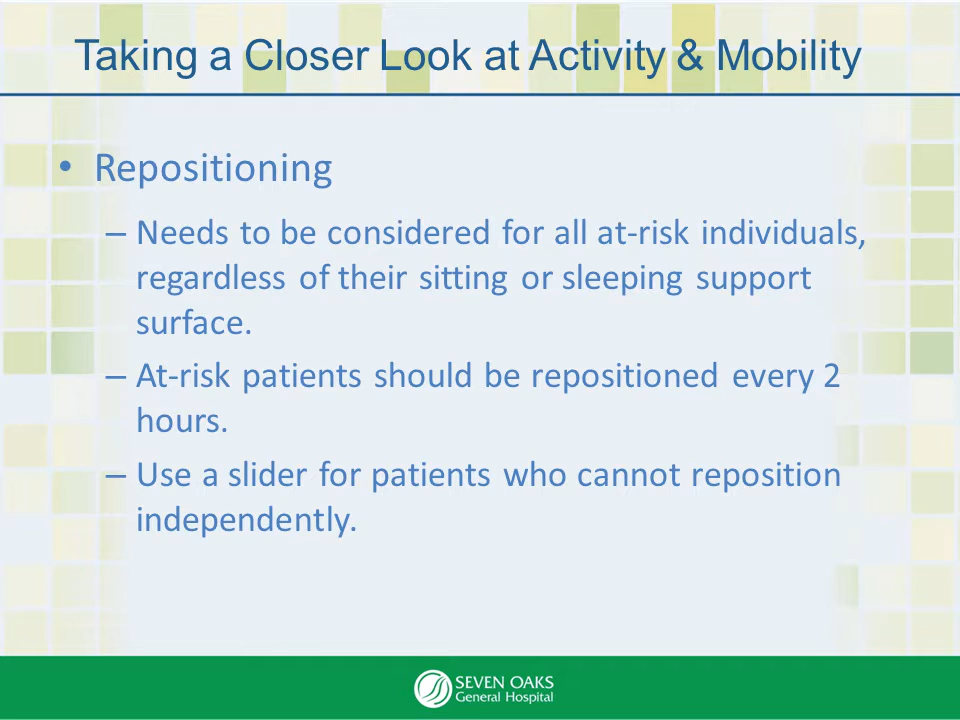 Taking a Closer Look at Activity & Mobility
• Repositioning
– Needs to be considered for all at-risk individuals,
regardless of their sitting or sleeping support
surface.
– At-risk patients should be repositioned every 2
hours.
– Use a slider for patients who cannot reposition
independently.
SEVEN OAKS
General Hospital